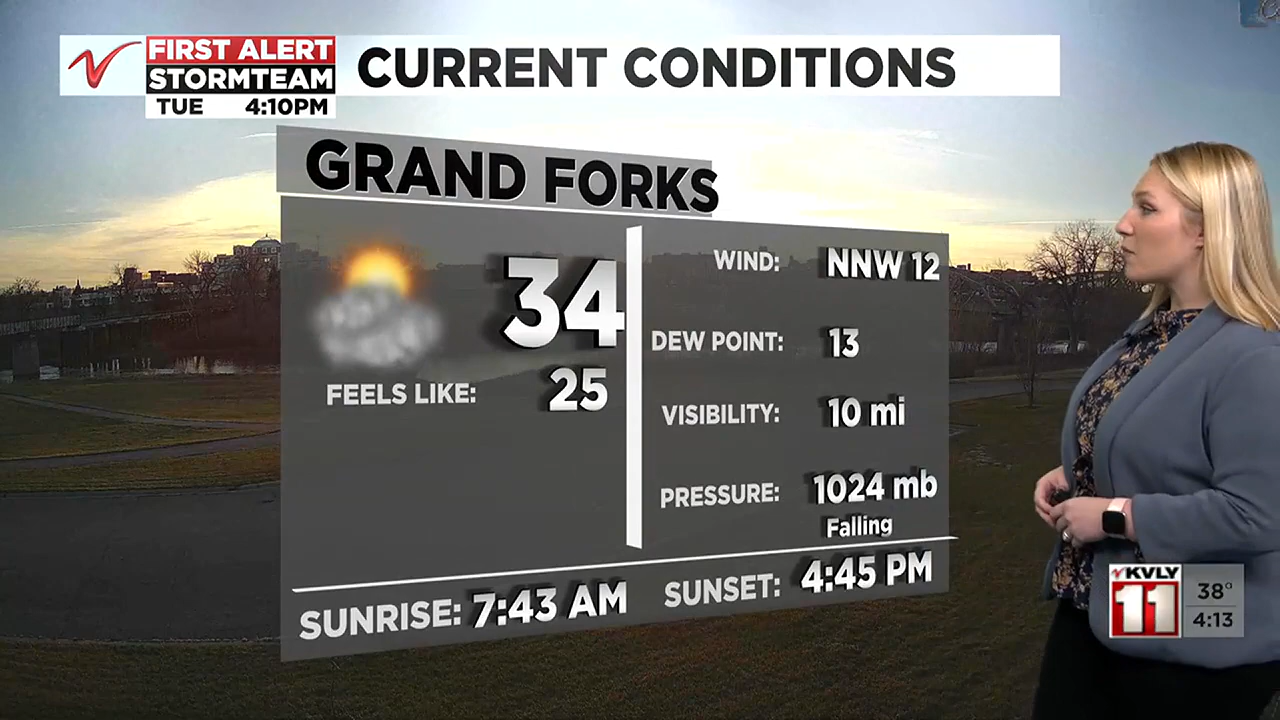 FIRST ALERT
STORMTEAM
TUE 4:10PM
CURRENT CONDITIONS
GRAND FORKS
34
FEELS LIKE: 25
WIND: NNW 12
DEW POINT: 13
VISIBILITY: 10 mi
PRESSURE: 1024 mb
Falling
SUNRISE: 7:43 AM SUNSET: 4:45 PM
KVLY
11
38°
4:13